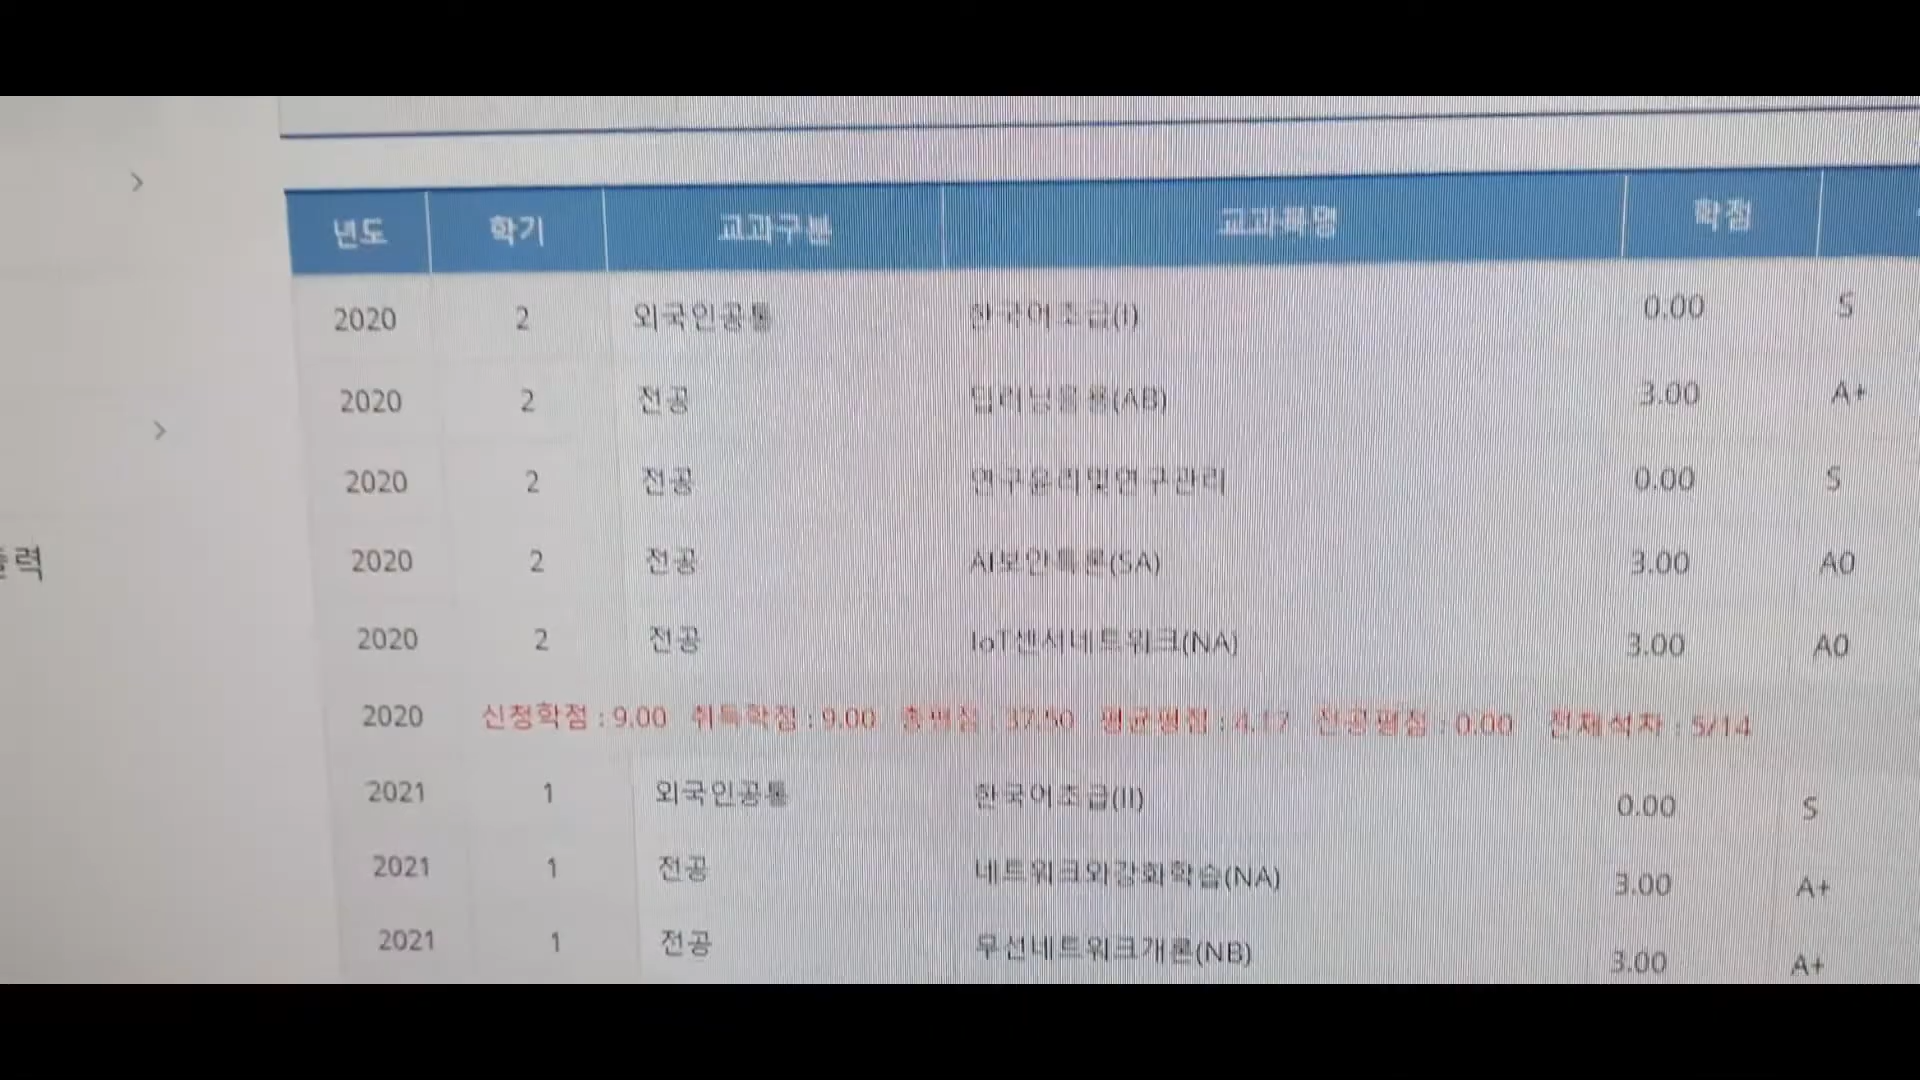 년도 학기 교과구분 교과목명 학점
2020 2 외국인공통 한국어초급(I) 0.00 S
2020 2 전공 딥러닝활용(AB) 3.00 A+
2020 2 전공 연구윤리및연구관리 0.00 S
2020 2 전공 AI보안특론(SA) 3.00 A0
력
2020 2 전공 IoT센서네트워크(NA) 3.00 A0
2020 신청학점 : 9.00 취득학점 : 9.00 총평점 : 37.50 평균평점 : 4.17 전공평점 : 0.00 전체석차 : 5/14
2021 1 외국인공통 한국어초급(II) 0.00 S
2021 1 전공 네트워크와강화학습(NA) 3.00 A+
2021 1 전공 무선네트워크개론(NB) 3.00 A+